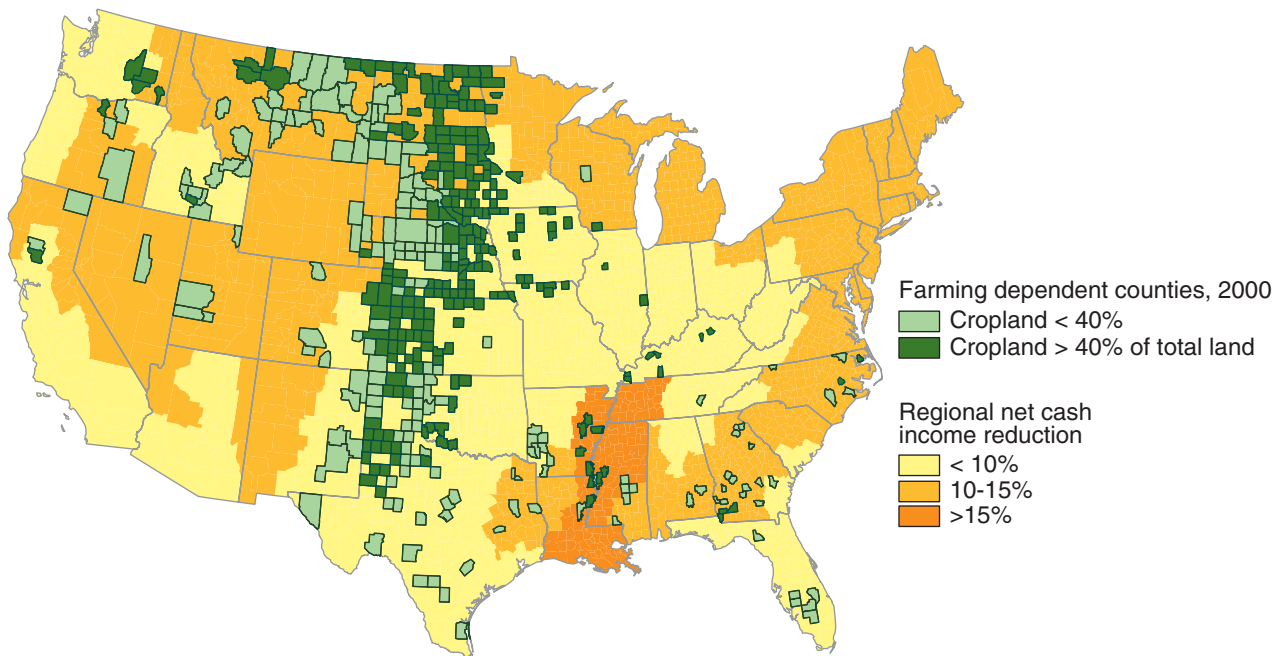 Farming dependent counties, 2000
Cropland < 40%
Cropland > 40% of total land
Regional net cash
income reduction
< 10%
10-15%
>15%